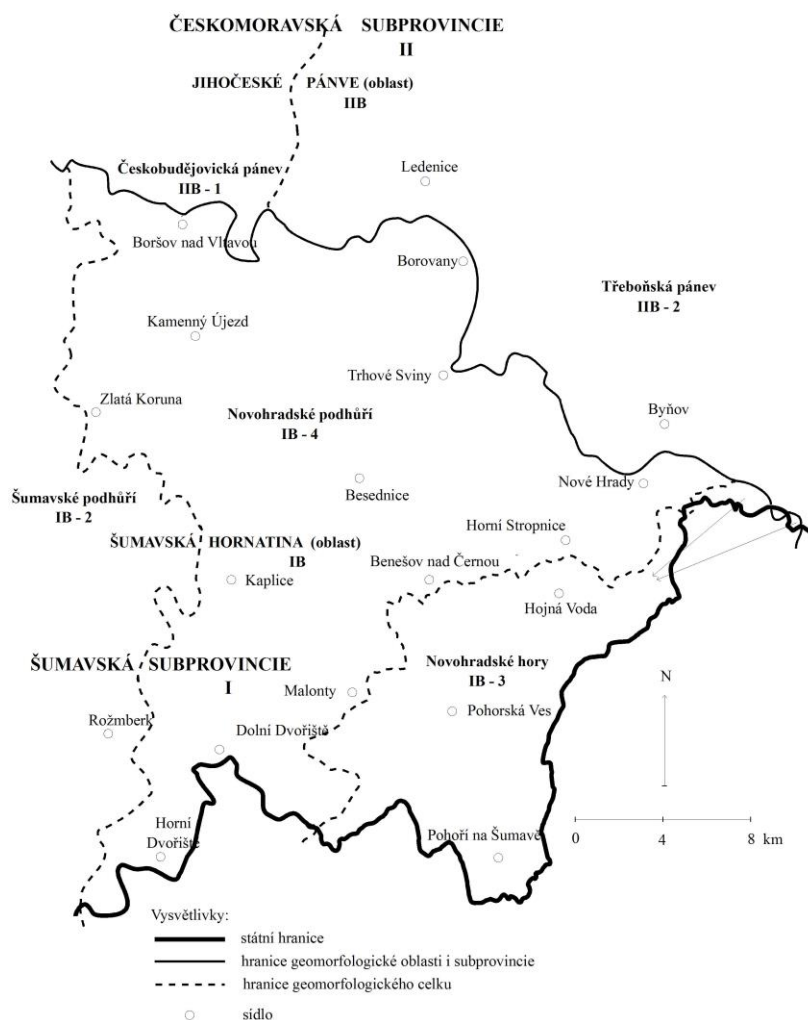 ČESKOMORAVSKÁ SUBPROVINCIE
II
JIHOČESKÉ PÁNVE (oblast)
IIB
Českobudějovická pánev
IIB - 1
Ledenice
Boršov nad Vltavou
Borovany
Třeboňská pánev
IIB - 2
Kamenný Újezd
Trhové Sviny
Zlatá Koruna
Novohradské podhůří
IB - 4
Byňov
Šumavské podhůří
IB - 2
Besednice
Nové Hrady
ŠUMAVSKÁ HORNATINA (oblast)
IB
Horní Stropnice
Kaplice
Benešov nad Černou
Hojná Voda
ŠUMAVSKÁ SUBPROVINCIE
I
Novohradské hory
IB - 3
N
Malonty
Pohorská Ves
Rožmberk
Dolní Dvořiště
Horní
Dvořiště
Pohoří na Šumavě
0 4 8 km
Vysvětlivky:
státní hranice
hranice geomorfologické oblasti i subprovincie
hranice geomorfologického celku
sídlo